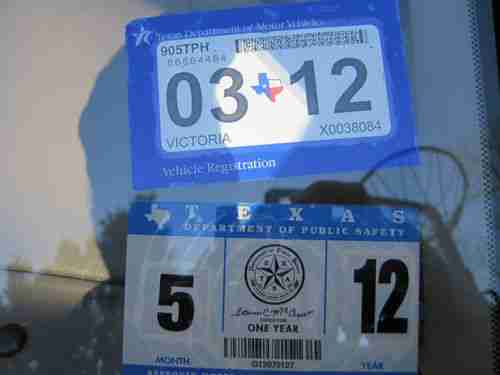 Texas Department of Motor Vehicles
905TPH
03 12
VICTORIA X0038084
Vehicle Registration
TEXAS
DEPARTMENT OF PUBLIC SAFETY
5 12
DIRECTOR
ONE YEAR
MONTH YEAR